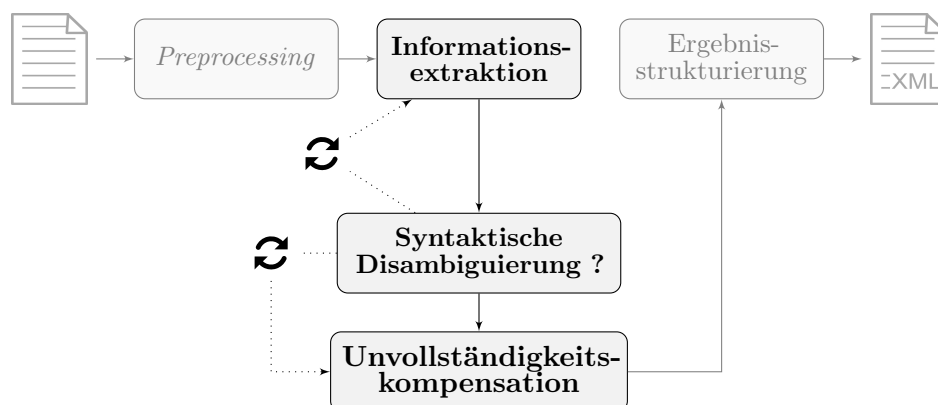 Preprocessing
Informations-
extraktion
Ergebnis-
strukturierung
XML
Syntaktische
Disambiguierung ?
Unvollständigkeits-
kompensation